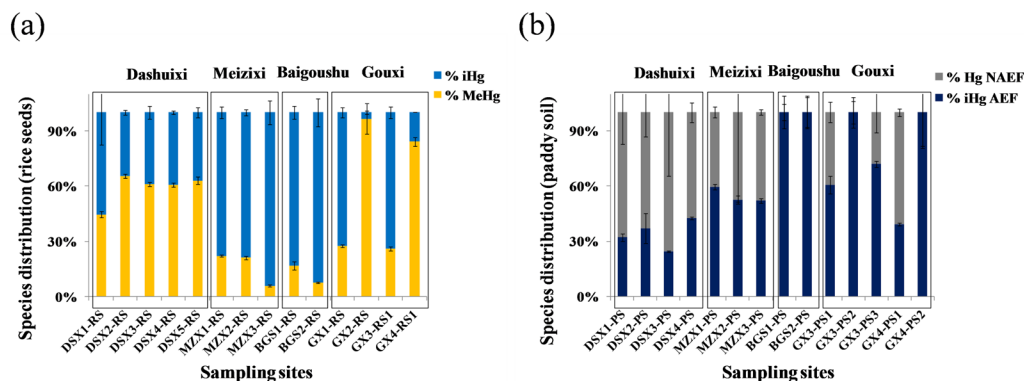 (a)
Dashuixi Meizixi Baigoushu Gouxi
% iHg
% MeHg
Species distribution (rice seeds)
90%
60%
30%
0%
DSX1-RS
DSX2-RS
DSX3-RS
DSX4-RS
DSX5-RS
MZX1-RS
MZX2-RS
MZX3-RS
BGS1-RS
BGS2-RS
GX1-RS
GX2-RS
GX3-RS1
GX4-RS1
Sampling sites
(b)
Dashuixi Meizixi Baigoushu Gouxi
% Hg NAEF
% iHg AEF
Species distribution (paddy soil)
90%
60%
30%
0%
DSX1-PS
DSX2-PS
DSX3-PS
DSX4-PS
MZX1-PS
MZX2-PS
MZX3-PS
BGS1-PS
BGS2-PS
GX3-PS1
GX3-PS2
GX3-PS3
GX4-PS1
GX4-PS2
Sampling sites